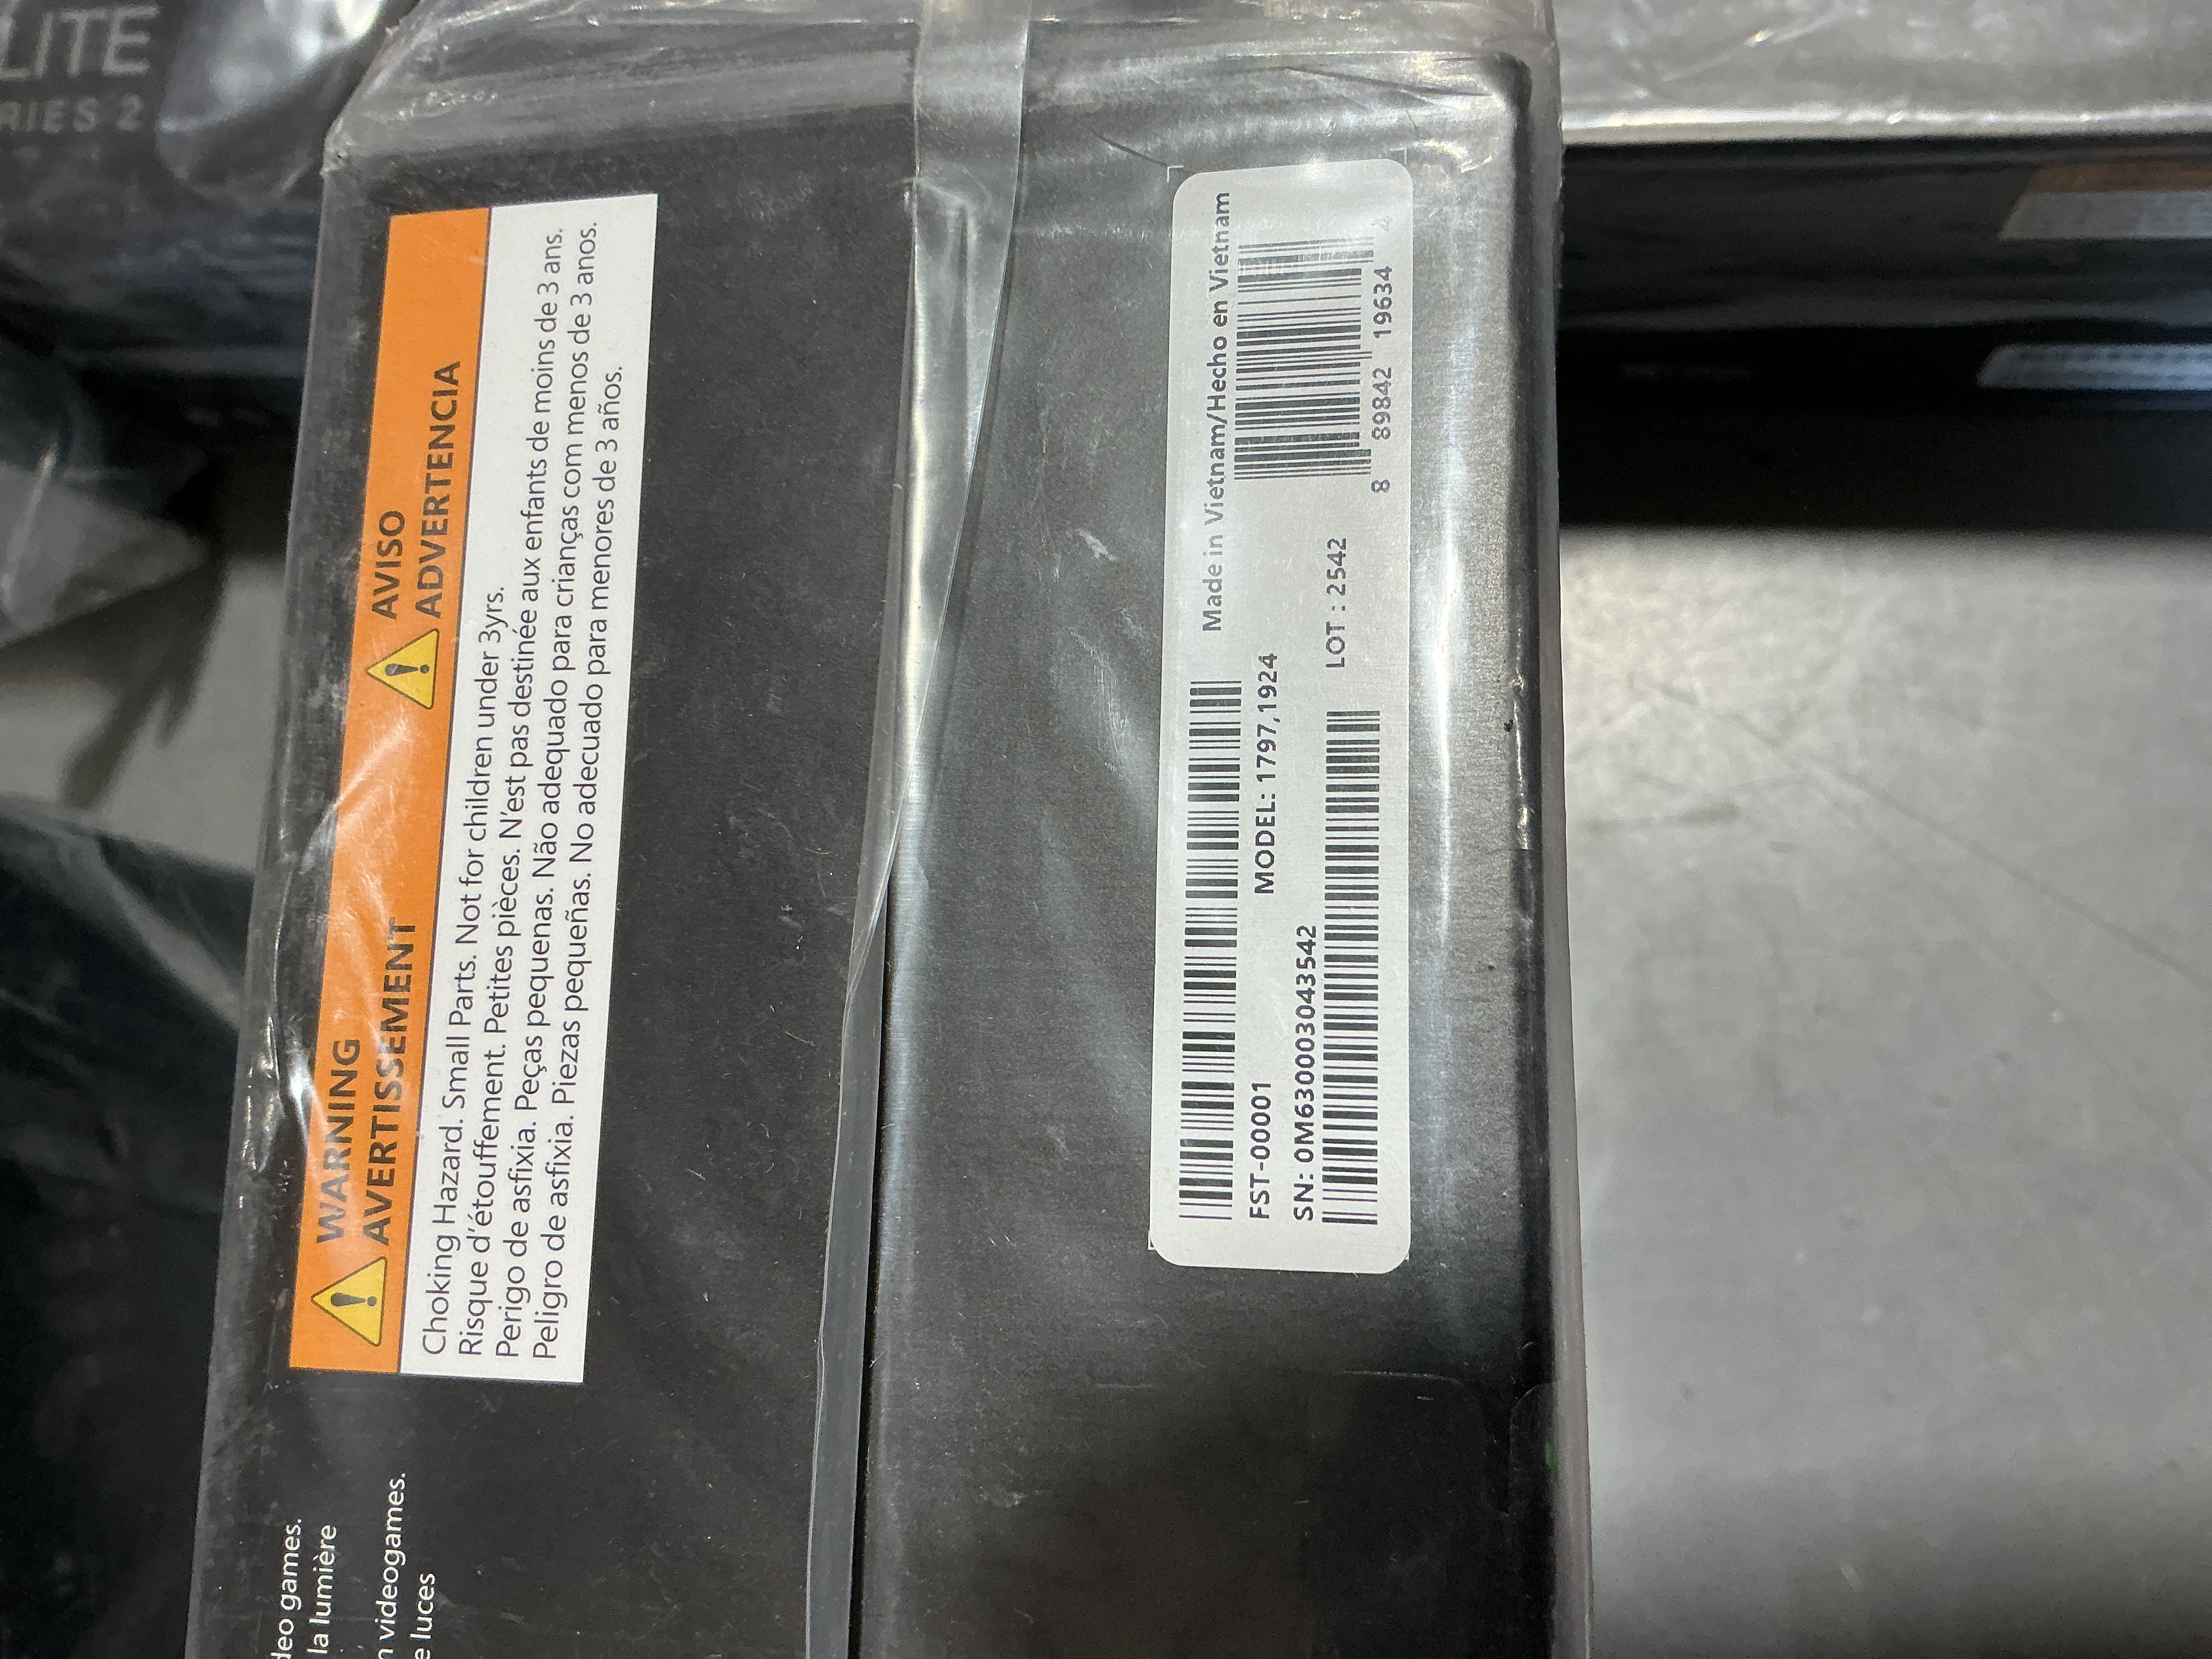 LITE
RIES 2
WARNING
AVERTISSEMENT
AVISO
ADVERTENCIA
Choking Hazard. Small Parts. Not for children under 3yrs.
Risque d'étouffement. Petites pièces. N'est pas destinée aux enfants de moins de 3 ans.
Perigo de asfixia. Peças pequenas. Não adequado para crianças com menos de 3 anos.
Peligro de asfixia. Piezas pequeñas. No adecuado para menores de 3 años.
deo games.
la lumière
n videogames.
e luces
Made in Vietnam/Hecho en Vietnam
FST-00001 MODEL: 1797,1924
SN: 0M63000303043542
LOT : 2542
8 89842 19634 4